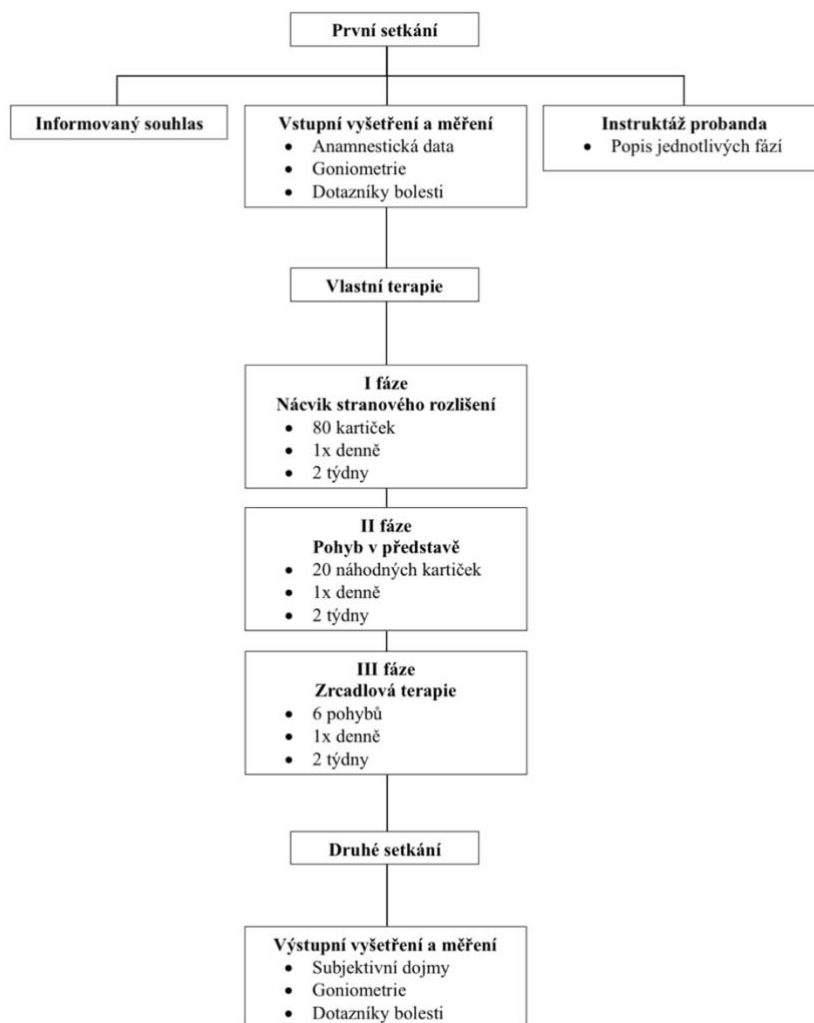 První setkání
Informovaný souhlas
Vstupní vyšetření a měření
• Anamnestická data
• Goniometrie
• Dotazníky bolesti
Instruktáž probanda
• Popis jednotlivých fází
Vlastní terapie
I fáze
Nácvik stranového rozlišení
• 80 kartiček
• 1x denně
• 2 týdny
II fáze
Pohyb v představě
• 20 náhodných kartiček
• 1x denně
• 2 týdny
III fáze
Zrcadlová terapie
• 6 pohybů
• 1x denně
• 2 týdny
Druhé setkání
Výstupní vyšetření a měření
• Subjektivní dojmy
• Goniometrie
• Dotazníky bolesti